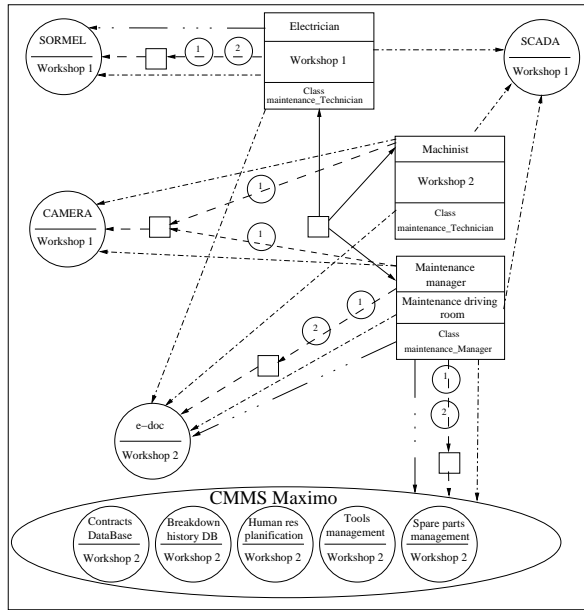 Electrician
Workshop 1
Class
maintenance_Technician
SORMEL
Workshop 1
1
2
SCADA
Workshop 1
Machinist
Workshop 2
Class
maintenance_Technician
1
CAMERA
Workshop 1
1
Maintenance
manager
Maintenance driving
room
Class
maintenance_Manager
1
2
1
2
e-doc
Workshop 2
CMMS Maximo
Contracts
DataBase
Workshop 2
Breakdown
history DB
Workshop 2
Human res
planification
Workshop 2
Tools
management
Workshop 2
Spare parts
management
Workshop 2